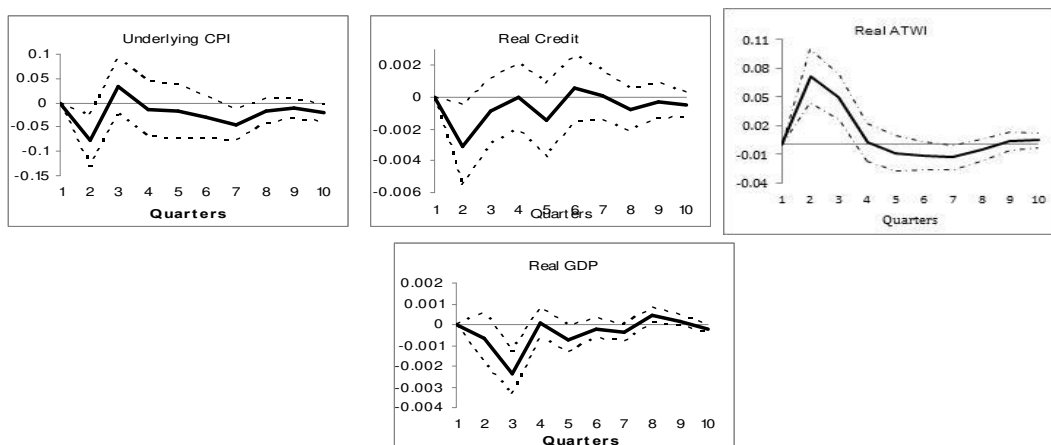 Underlying CPI
0.1
0.05
0
-0.05
-0.1
-0.15
1 2 3 4 5 6 7 8 9 10
Quarters
Real Credit
0.002
0.000
-0.002
-0.004
-0.006
1 2 3 4 5 6 7 8 9 10
Quarters
Real ATWI
0.11
0.08
0.05
0.02
-0.01
-0.04
1 2 3 4 5 6 7 8 9 10
Quarters
Real GDP
0.002
0.001
0
-0.001
-0.002
-0.003
-0.004
1 2 3 4 5 6 7 8 9 10
Quarters